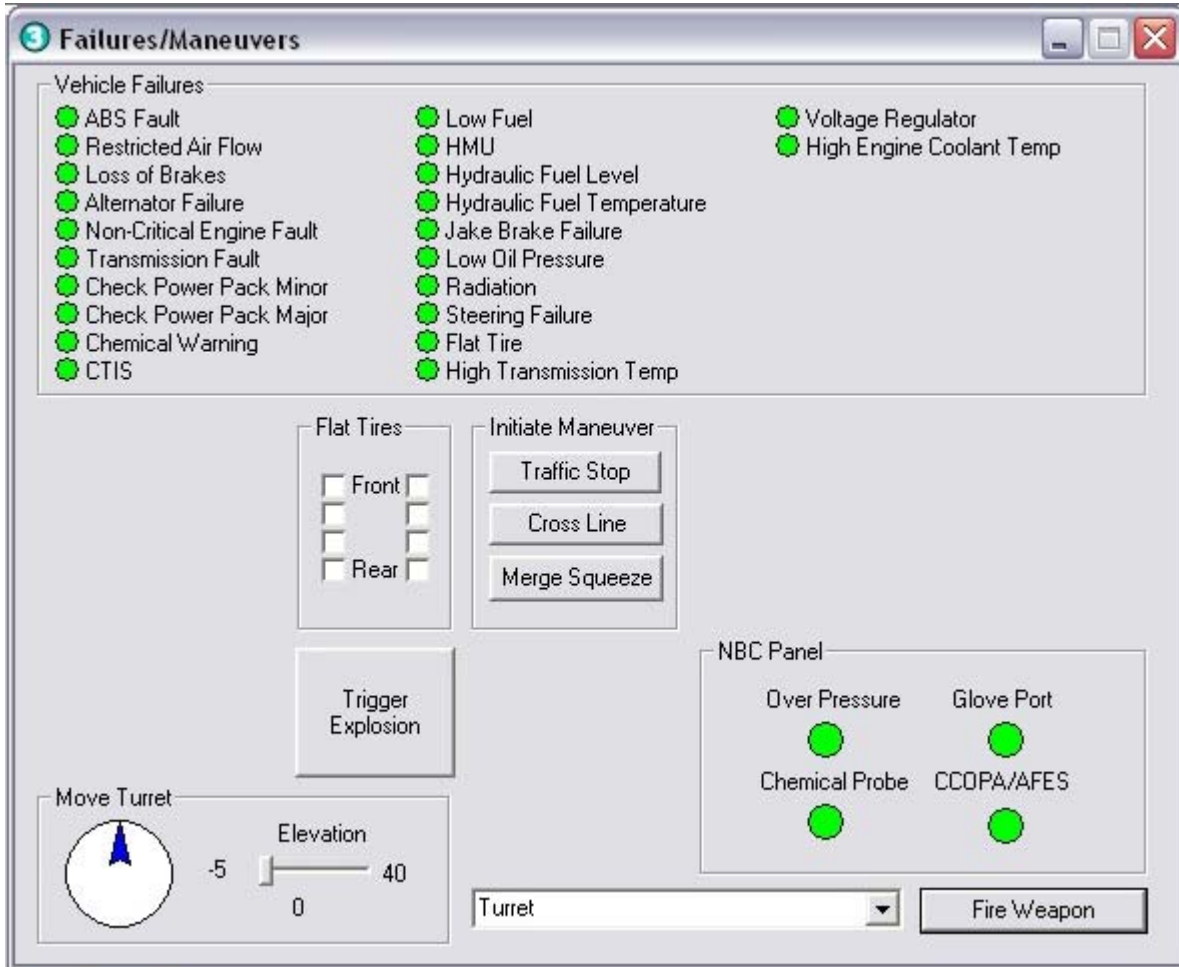 Failures/Maneuvers
Vehicle Failures
ABS Fault
Restricted Air Flow
Loss of Brakes
Alternator Failure
Non-Critical Engine Fault
Transmission Fault
Check Power Pack Minor
Check Power Pack Major
Chemical Warning
CTIS
Low Fuel
HMU
Hydraulic Fuel Level
Hydraulic Fuel Temperature
Jake Brake Failure
Low Oil Pressure
Radiation
Steering Failure
Flat Tire
High Transmission Temp
Voltage Regulator
High Engine Coolant Temp
Flat Tires
Front
Rear
Initiate Maneuver
Traffic Stop
Cross Line
Merge Squeeze
Trigger
Explosion
NBC Panel
Over Pressure
Glove Port
Chemical Probe
CCOPA/AFES
Move Turret
Elevation
-5
40
0
Turret
Fire Weapon